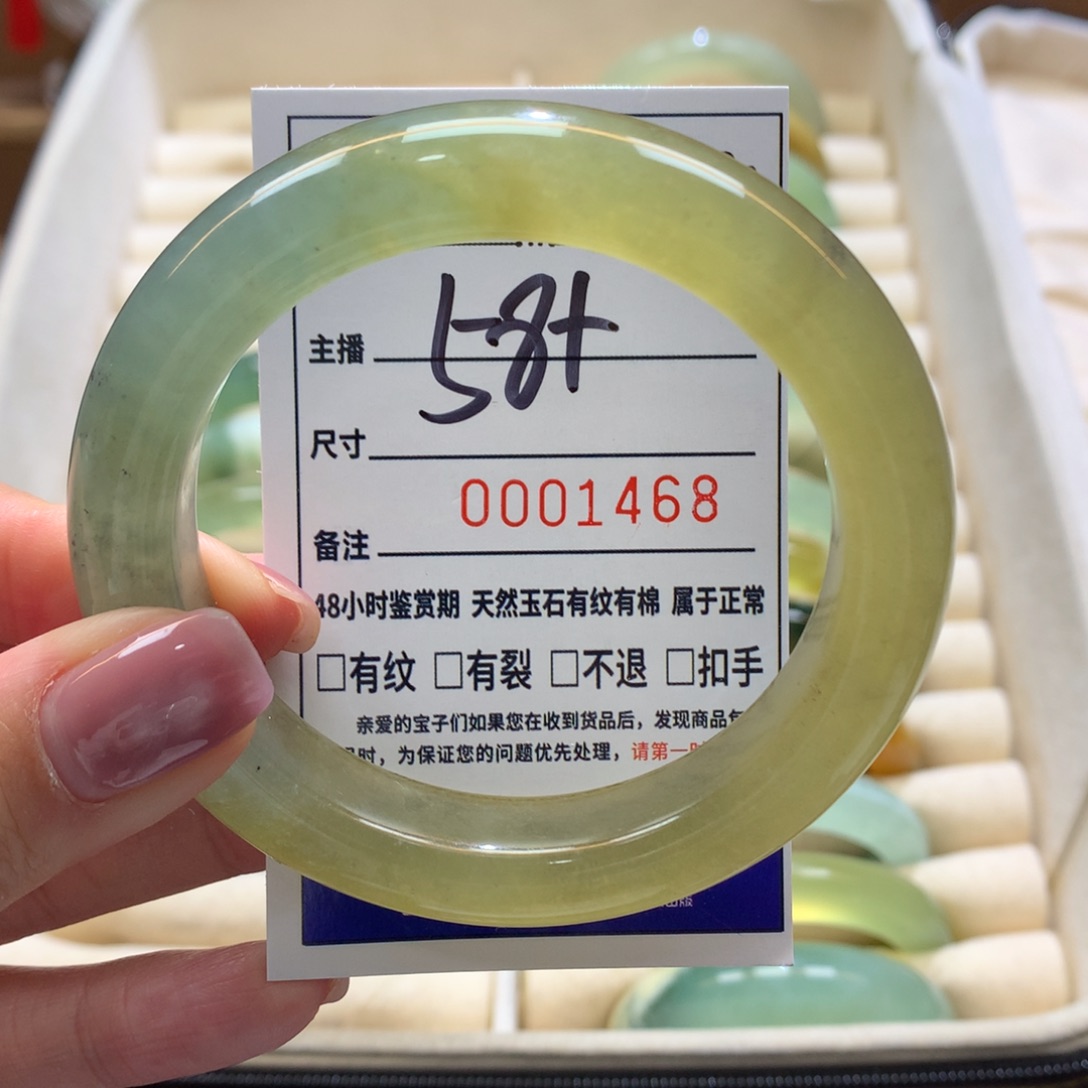 主播 58+
尺寸
0001468
备注
48小时鉴赏期 天然玉石有纹有棉 属于正常
□有纹 □有裂 □不退 □扣手
亲爱的宝子们如果您在收到货品后，发现商品
时，为保证您的问题优先处理，请第一